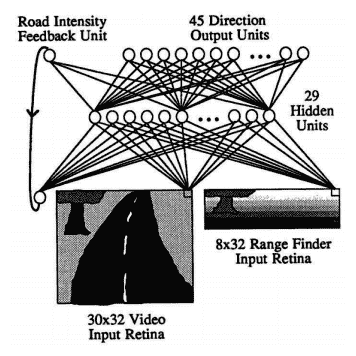 Road Intensity
Feedback Unit
45 Direction
Output Units
29
Hidden
Units
8x32 Range Finder
Input Retina
30x32 Video
Input Retina